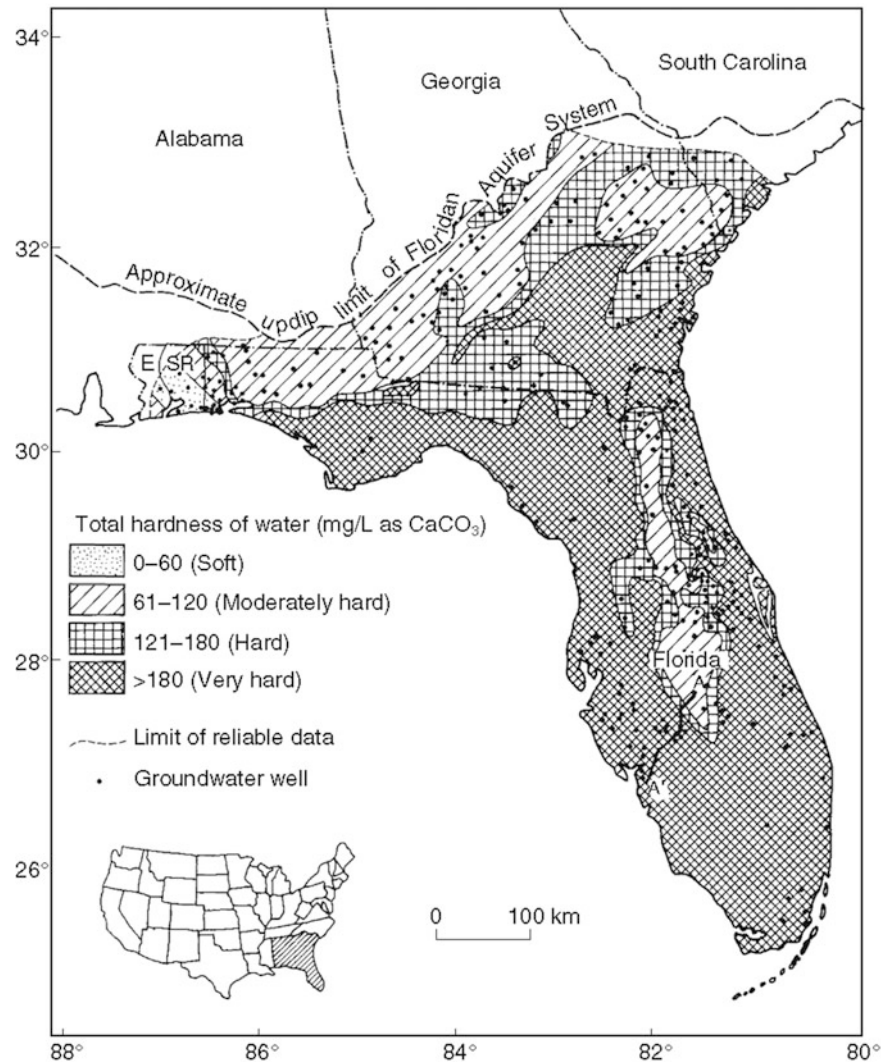 34°
32°
30°
28°
26°
88°
86°
84°
82°
80°
Alabama
Georgia
South Carolina
Approximate updip limit of Floridan Aquifer System
E
SR
Florida
A
A'
Total hardness of water (mg/L as CaCO₃)
0–60 (Soft)
61–120 (Moderately hard)
121–180 (Hard)
>180 (Very hard)
Limit of reliable data
Groundwater well
0 100 km